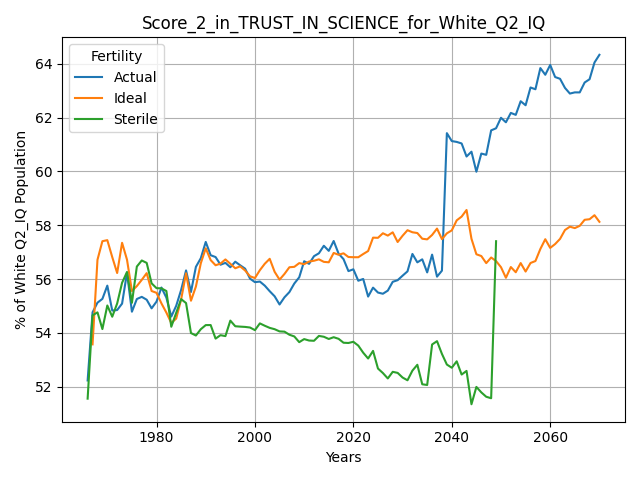 Score_2_in_TRUST_IN_SCIENCE_for_White_Q2_IQ
Fertility
Actual
Ideal
Sterile
% of White Q2_IQ Population
64
62
60
58
56
54
52
1980
2000
2020
2040
2060
Years